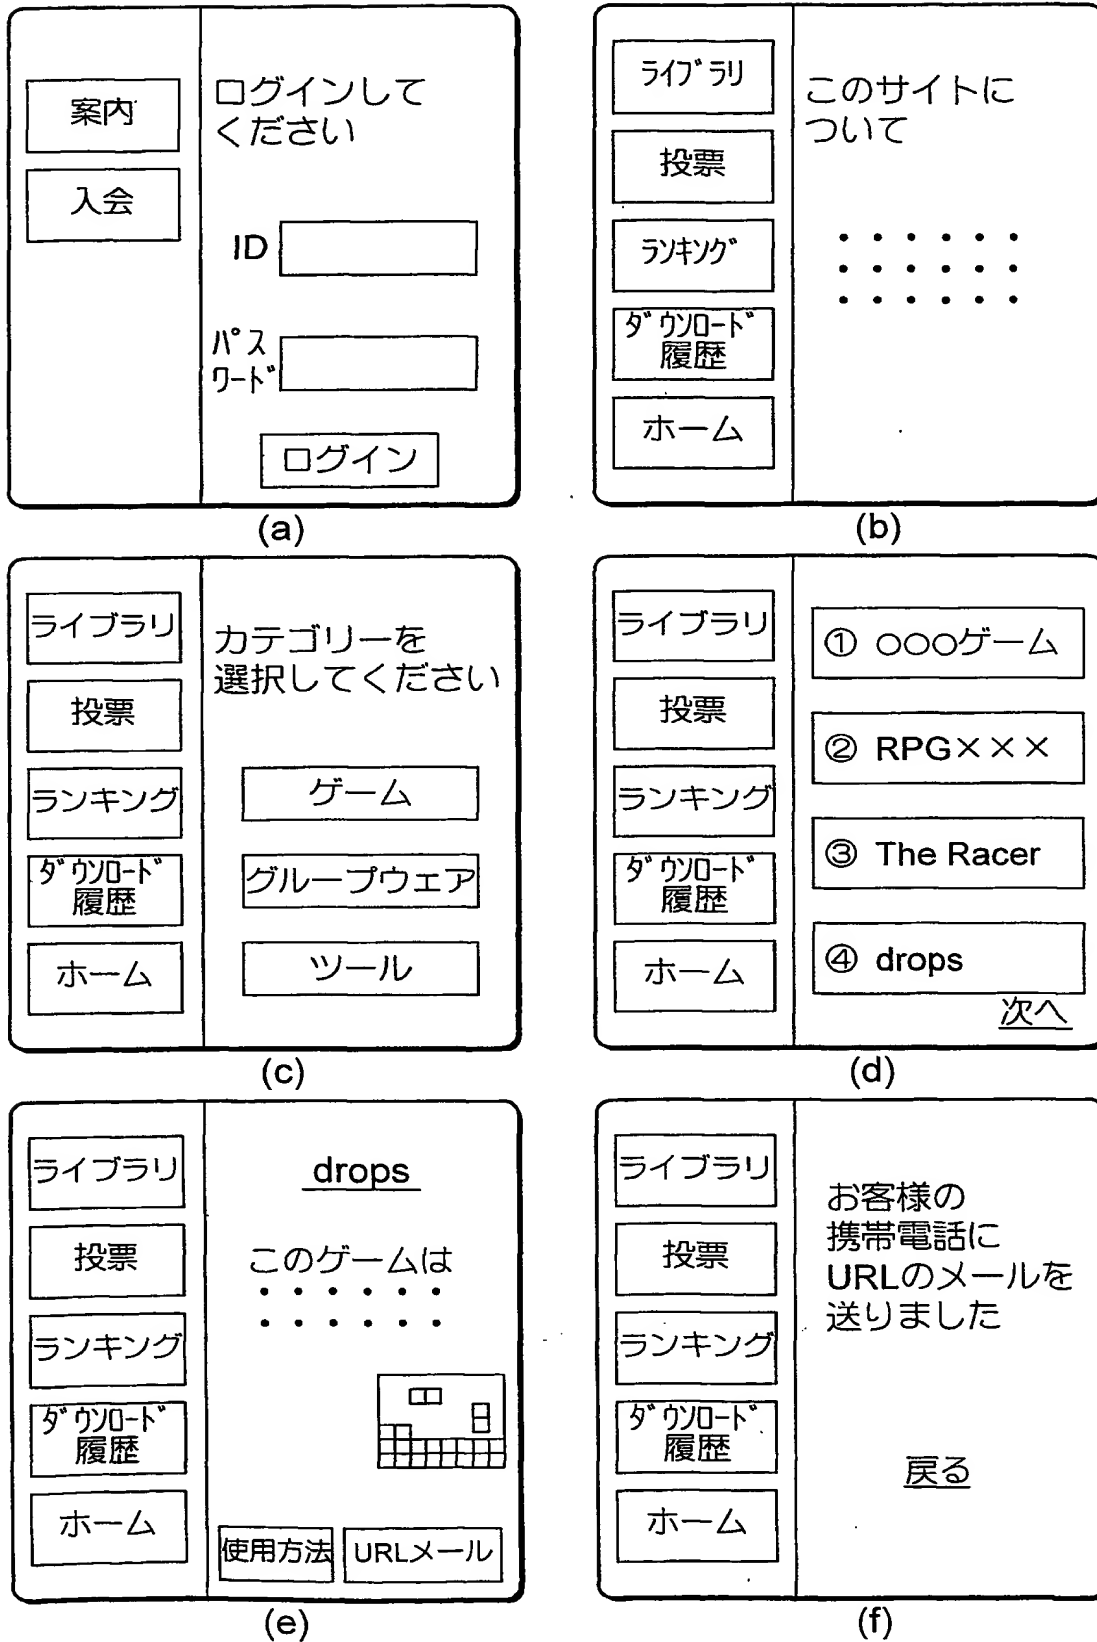 案内
入会
ログインして
ください
ID
パス
ワード
ログイン
(a)
ライブラリ
投票
ランキング
ダウンロード
履歴
ホーム
このサイトに
ついて
・・・・・・
・・・・・・
・・・・・・
(b)
ライブラリ
投票
ランキング
ダウンロード
履歴
ホーム
カテゴリーを
選択してください
ゲーム
グループウェア
ツール
(c)
ライブラリ
投票
ランキング
ダウンロード
履歴
ホーム
① ○○○ゲーム
② RPG×××
③ The Racer
④ drops
次へ
(d)
ライブラリ
投票
ランキング
ダウンロード
履歴
ホーム
drops
このゲームは
・・・・・・
・・・・・・
使用方法
URLメール
(e)
ライブラリ
投票
ランキング
ダウンロード
履歴
ホーム
お客様の
携帯電話に
URLのメールを
送りました
戻る
(f)